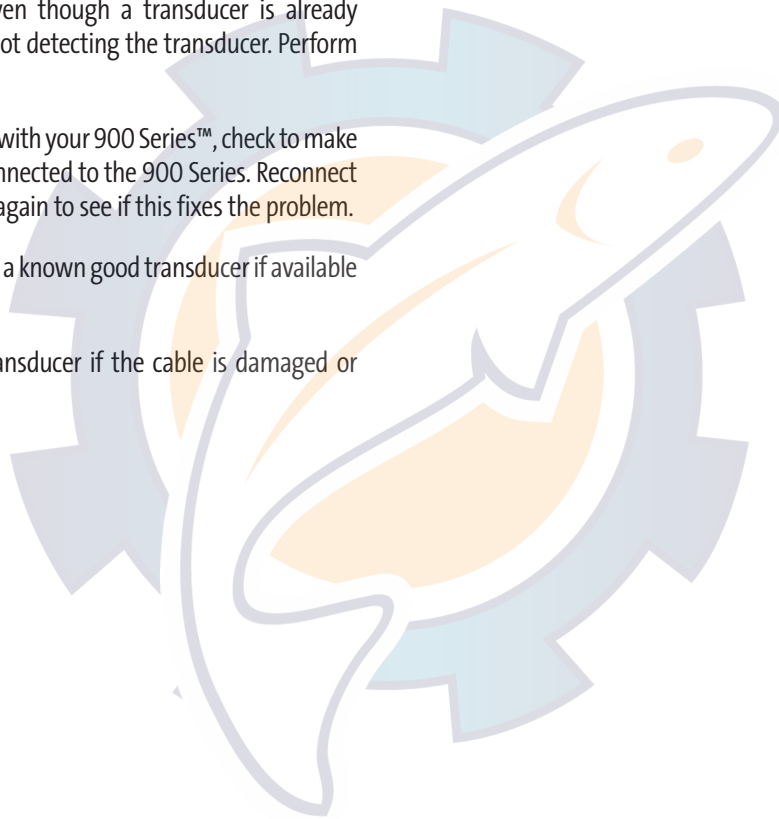 ven though a transducer is already
ot detecting the transducer. Perform
with your 900 Series™, check to make
nnected to the 900 Series. Reconnect
again to see if this fixes the problem.
a known good transducer if available
ansducer if the cable is damaged or